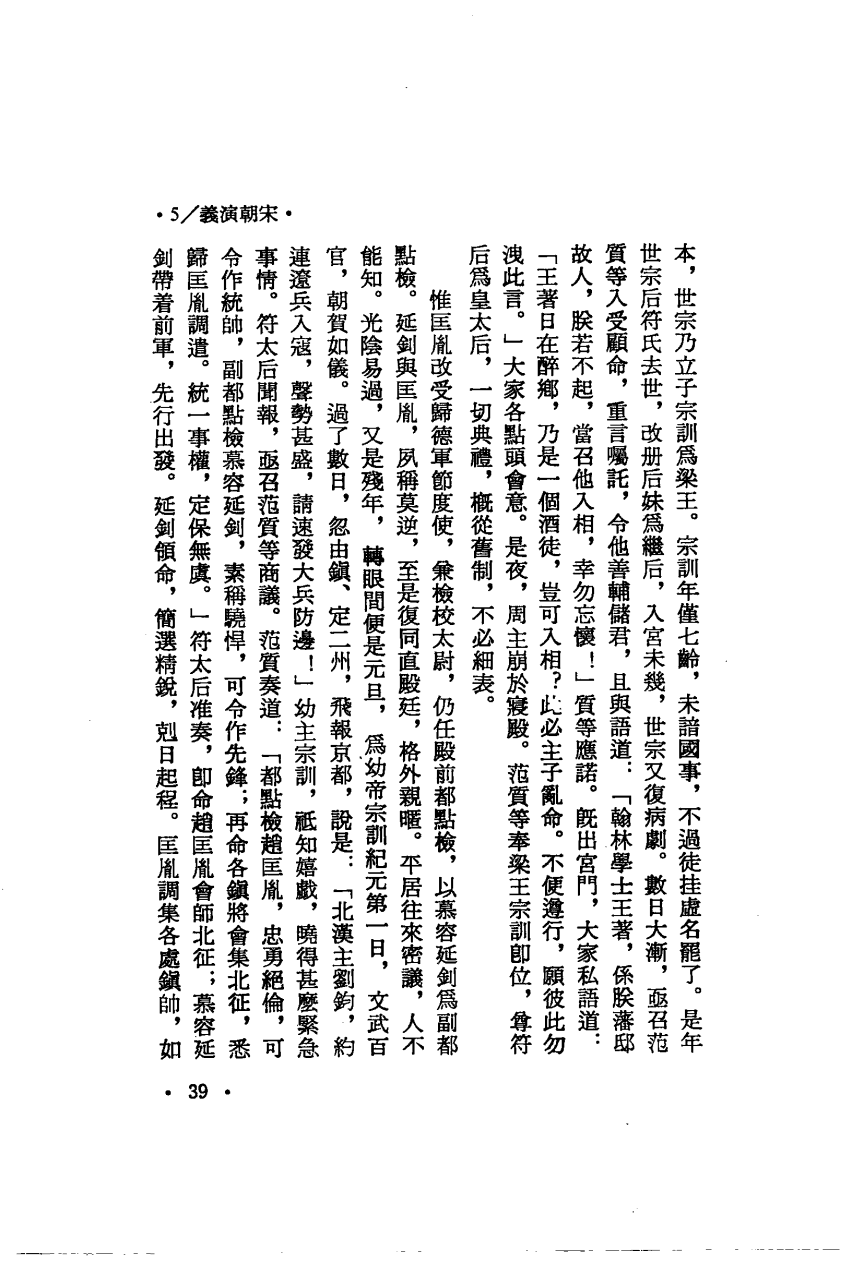 •5/義演朝宋•
本，世宗乃立子宗訓爲梁王。宗訓年僅七齡，未諳國事，不過徒挂虛名罷了。是年
世宗后符氏去世，改册后妹爲繼后，入宮未幾，世宗又復病劇。數日大漸，亟召范
質等入受顧命，重言囑託，令他善輔儲君，且與語道：「翰林學士王著，係朕藩邸
故人，朕若不起，當召他入相，幸勿忘懷！」質等應諾。旣出宮門，大家私語道：
「王著日在醉鄉，乃是一個酒徒，豈可入相？此必主子亂命。不便遵行，願彼此勿
洩此言。」大家各點頭會意。是夜，周主崩於寢殿。范質等奉梁王宗訓卽位，尊符
后爲皇太后，一切典禮，概從舊制，不必細表。
惟匡胤改受歸德軍節度使，兼檢校太尉，仍任殿前都點檢，以慕容延釗爲副都
點檢。延釗與匡胤，夙稱莫逆，至是復同直殿廷，格外親暱。平居往來密議，人不
能知。光陰易過，又是殘年，轉眼間便是元旦，爲幼帝宗訓紀元第一日，文武百
官，朝賀如儀。過了數日，忽由鎭、定二州，飛報京都，說是：「北漢主劉鈞，約
連遼兵入寇，聲勢甚盛，請速發大兵防邊！」幼主宗訓，祇知嬉戲，曉得甚麼緊急
事情。符太后聞報，亟召范質等商議。范質奏道：「都點檢趙匡胤，忠勇絕倫，可
令作統帥，副都點檢慕容延釗，素稱驍悍，可令作先鋒；再命各鎭將會集北征，悉
歸匡胤調遣。統一事權，定保無虞。」符太后准奏，卽命趙匡胤會師北征；慕容延
釗帶着前軍，先行出發。延釗領命，簡選精銳，剋日起程。匡胤調集各處鎭帥，如
• 39 •